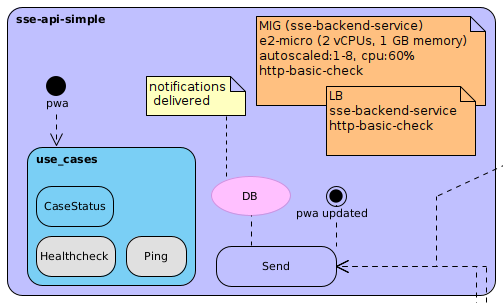 sse-api-simple
MIG (sse-backend-service)
e2-micro (2 vCPUs, 1 GB memory)
autoscaled:1-8, cpu:60%
http-basic-check
LB
sse-backend-service
http-basic-check
notifications
delivered
pwa
use_cases
CaseStatus
Healthcheck
Ping
DB
pwa updated
Send